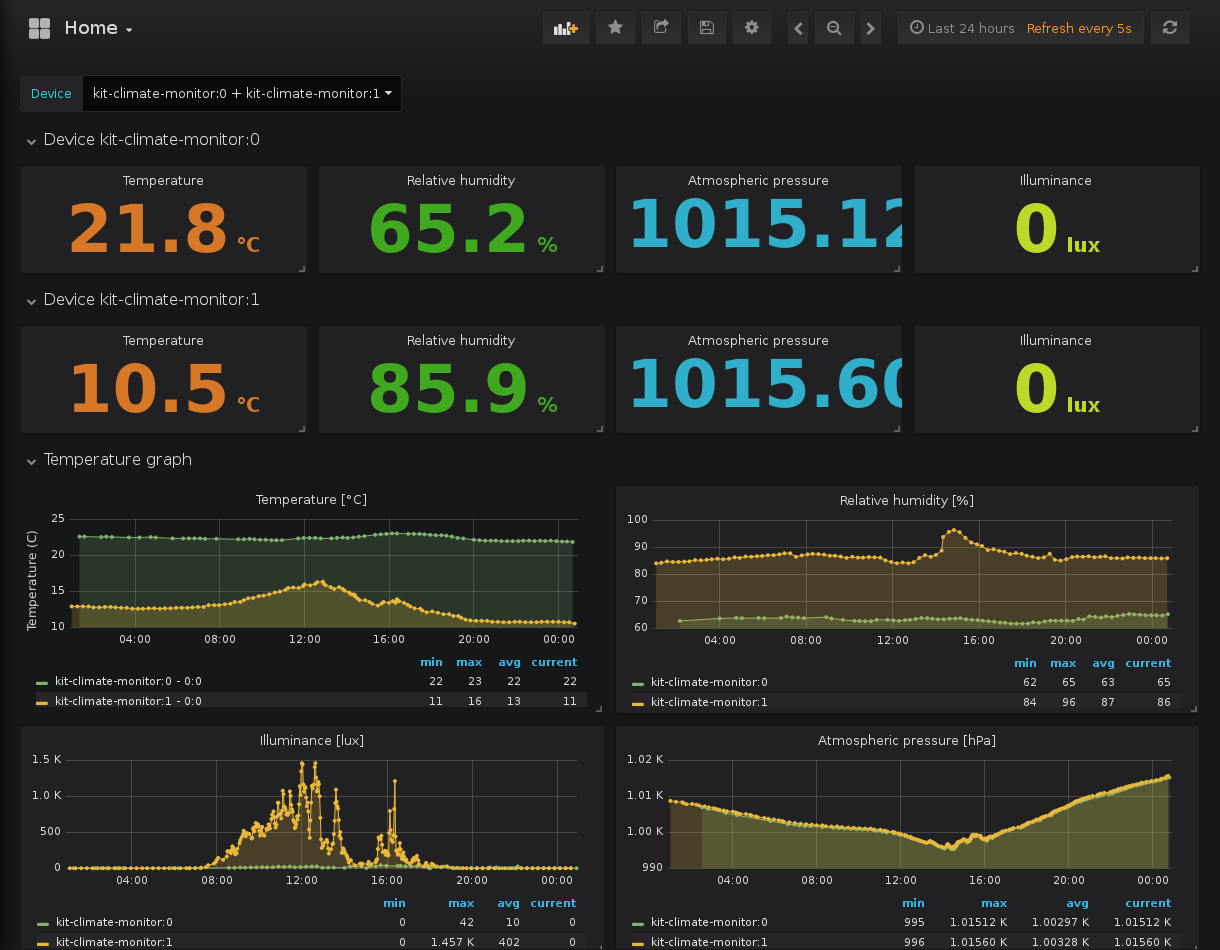 Home
Last 24 hours Refresh every 5s
Device kit-climate-monitor:0 + kit-climate-monitor:1
Device kit-climate-monitor:0
Temperature Relative humidity Atmospheric pressure Illuminance
21.8 °C 65.2 % 1015.12 0 lux
Device kit-climate-monitor:1
Temperature Relative humidity Atmospheric pressure Illuminance
10.5 °C 85.9 % 1015.60 0 lux
Temperature graph
Temperature [°C]
Temperature (C)
25
20
15
10
04:00 08:00 12:00 16:00 20:00 00:00
min max avg current
kit-climate-monitor:0 - 0:0 22 23 22 22
kit-climate-monitor:1 - 0:0 11 16 13 11
Relative humidity [%]
100
90
80
70
60
04:00 08:00 12:00 16:00 20:00 00:00
min max avg current
kit-climate-monitor:0 62 65 63 65
kit-climate-monitor:1 84 96 87 86
Illuminance [lux]
1.5 K
1.0 K
500
0
04:00 08:00 12:00 16:00 20:00 00:00
min max avg current
kit-climate-monitor:0 0 42 10 0
kit-climate-monitor:1 0 1.457 K 402 0
Atmospheric pressure [hPa]
1.02 K
1.01 K
1.00 K
990
04:00 08:00 12:00 16:00 20:00 00:00
min max avg current
kit-climate-monitor:0 995 1.01512 K 1.00297 K 1.01512 K
kit-climate-monitor:1 996 1.01560 K 1.00328 K 1.01560 K